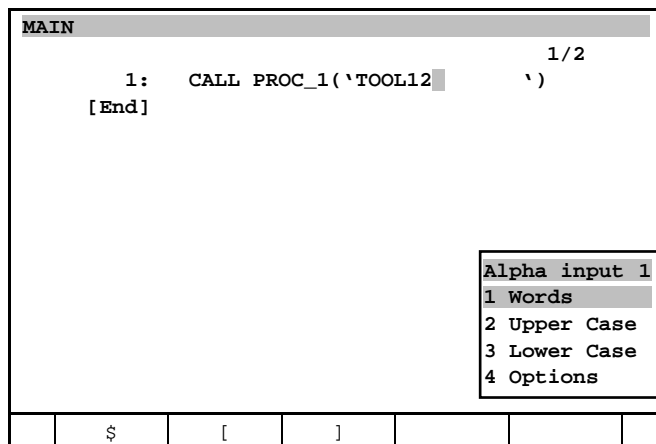 MAIN
1/2
1: CALL PROC_1(‘TOOL12 ‘)
[End]
Alpha input 1
1 Words
2 Upper Case
3 Lower Case
4 Options
$ [ ]